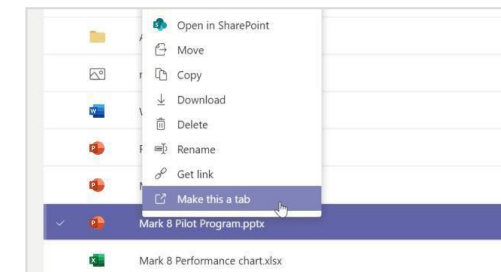 Open in SharePoint
Move
Copy
Download
Delete
Rename
Get link
Make this a tab
Mark 8 Pilot Program.pptx
Mark 8 Performance chart.xlsx